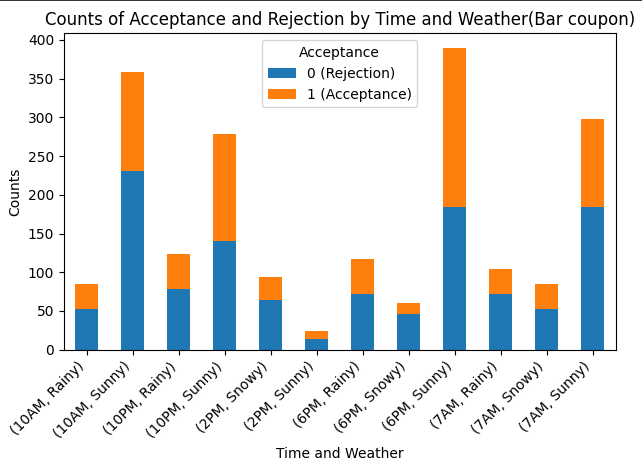 Counts of Acceptance and Rejection by Time and Weather(Bar coupon)
Acceptance
0 (Rejection)
1 (Acceptance)
Counts
400
350
300
250
200
150
100
50
0
(10AM, Rainy)
(10AM, Sunny)
(10PM, Rainy)
(10PM, Sunny)
(2PM, Snowy)
(2PM, Sunny)
(6PM, Rainy)
(6PM, Snowy)
(6PM, Sunny)
(7AM, Rainy)
(7AM, Snowy)
(7AM, Sunny)
Time and Weather